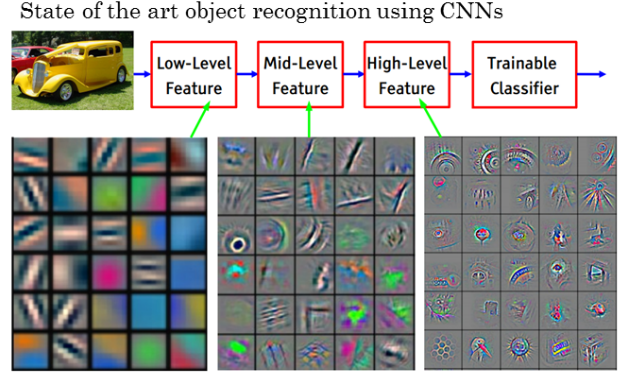 State of the art object recognition using CNNs
Low-Level
Feature
Mid-Level
Feature
High-Level
Feature
Trainable
Classifier